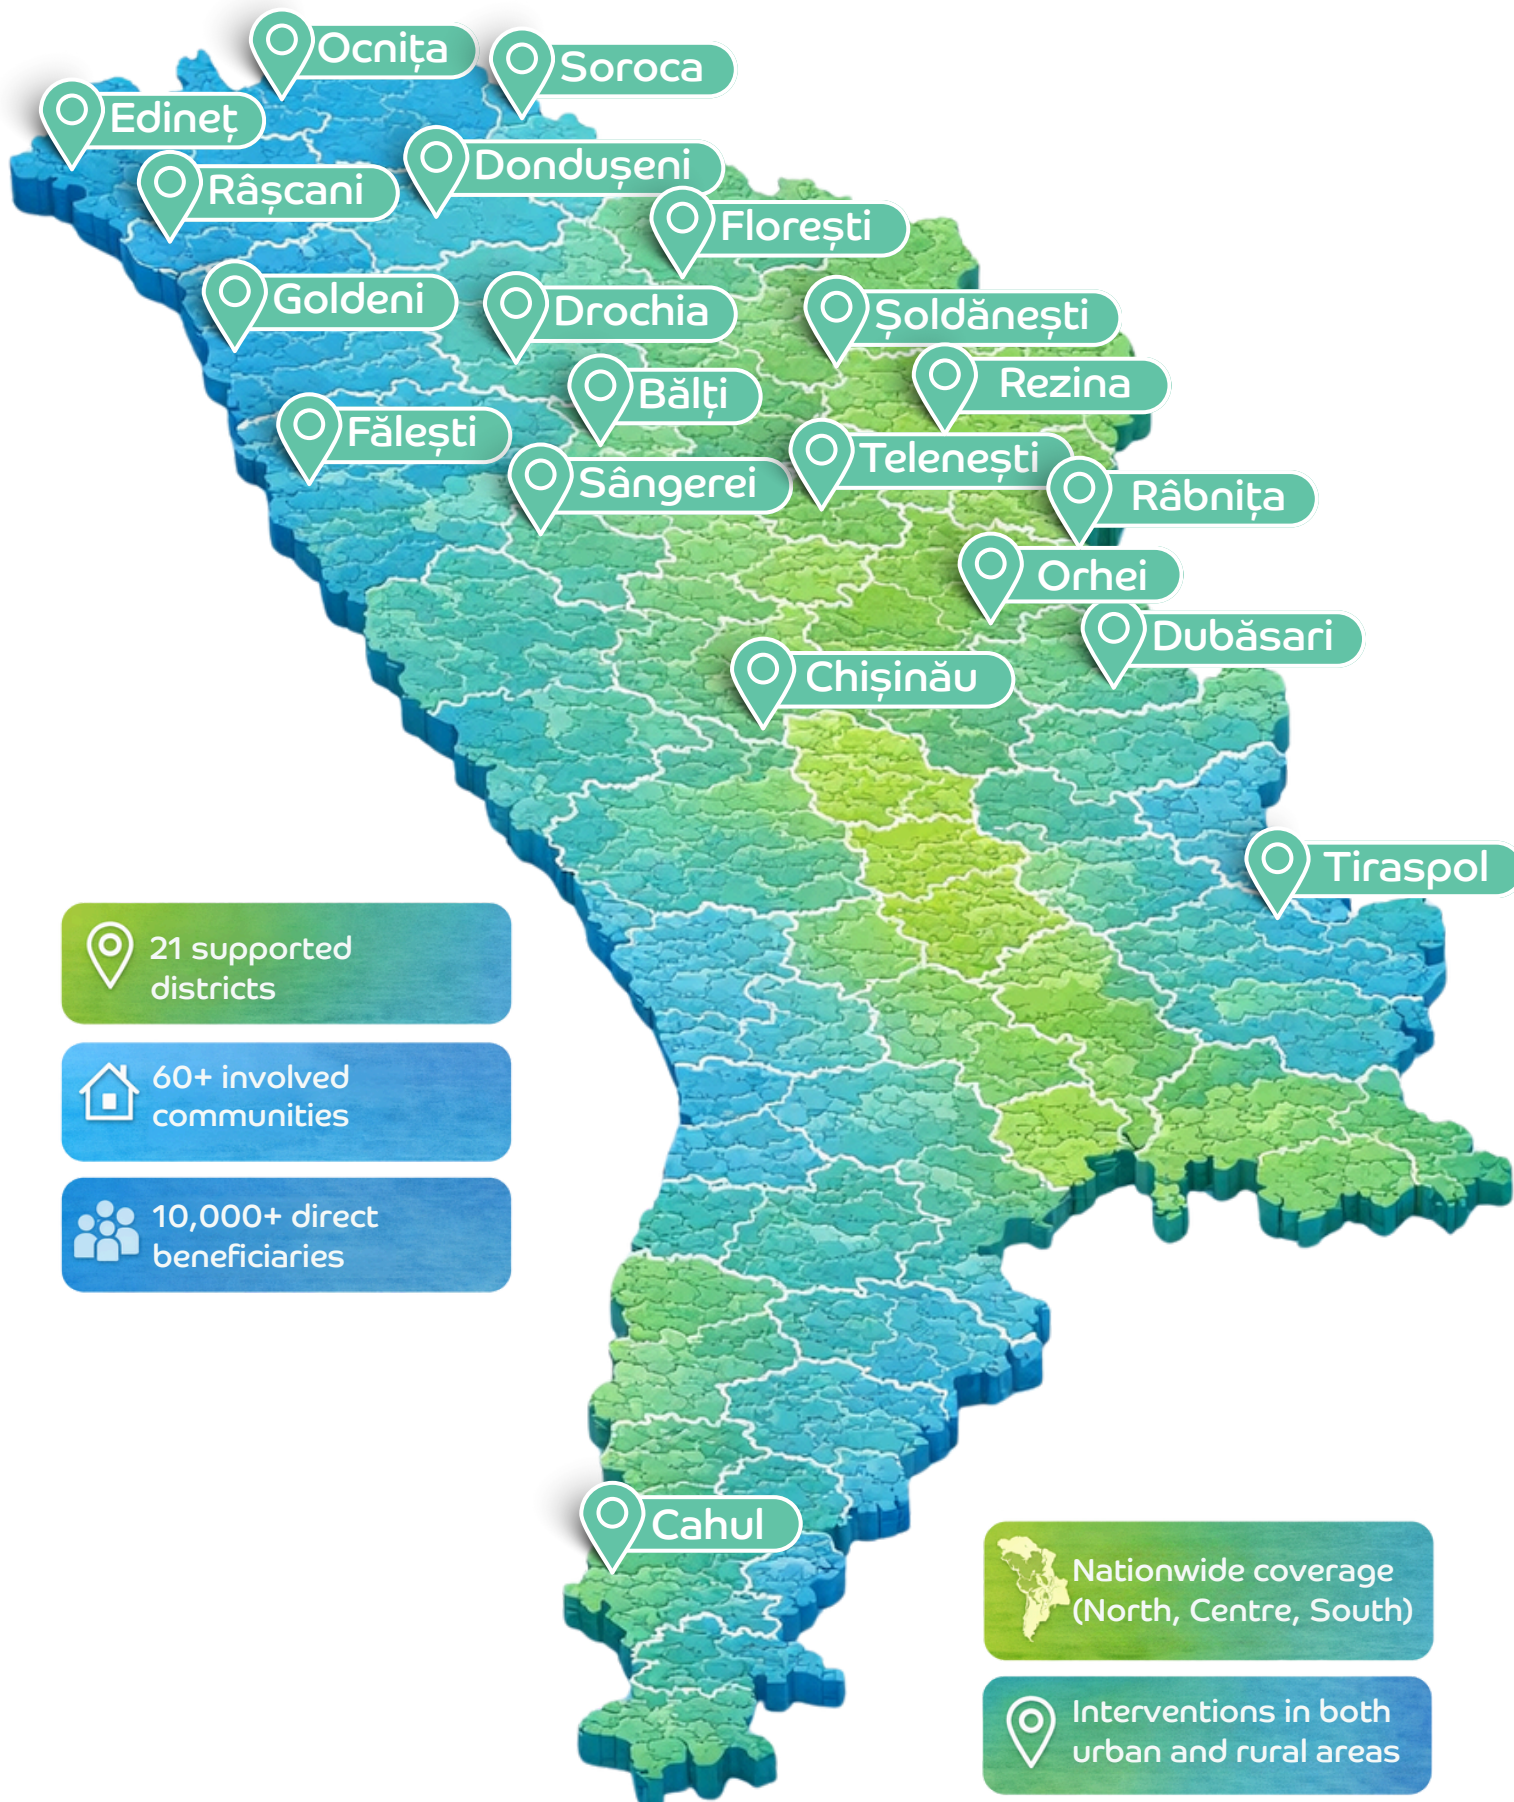 Ocnița
Soroca
Edineț
Dondușeni
Râșcani
Florești
Goldeni
Drochia
Șoldănești
Rezina
Bălți
Fălești
Telenești
Sângerei
Râbnița
Orhei
Dubăsari
Chișinău
Tiraspol
21 supported
districts
60+ involved
communities
10,000+ direct
beneficiaries
Cahul
Nationwide coverage
(North, Centre, South)
Interventions in both
urban and rural areas